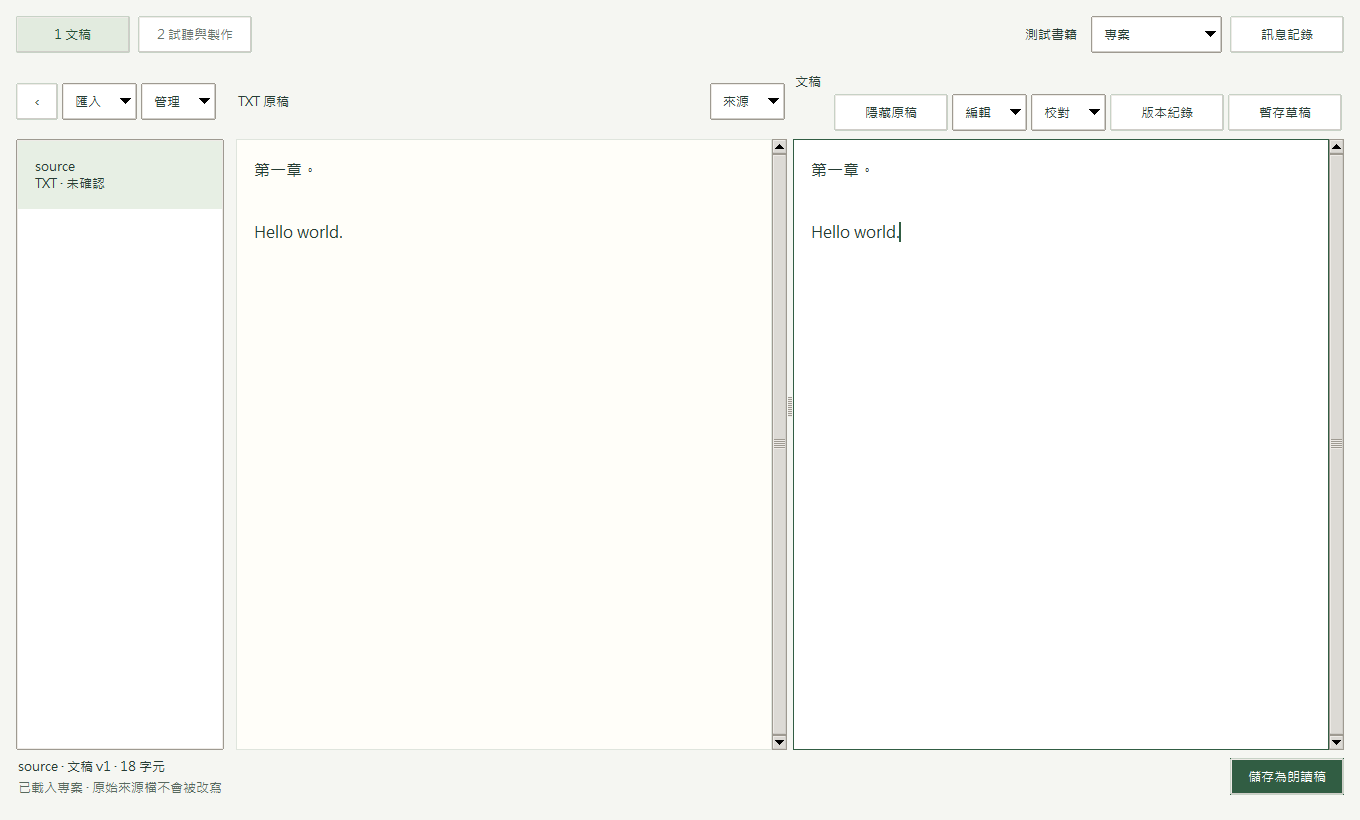 1 文稿
2 試聽與製作
測試書籍
專案
訊息記錄
‹
匯入
管理
TXT 原稿
來源
文稿
隱藏原稿
編輯
校對
版本紀錄
暫存草稿
source
TXT · 未確認
第一章。
Hello world.
第一章。
Hello world.
source · 文稿 v1 · 18 字元
已載入專案 · 原始來源檔不會被改寫
儲存為朗讀稿